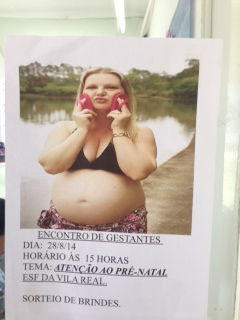 ENCONTRO DE GESTANTES
DIA: 28/8/14
HORÁRIO ÀS 15 HORAS
TEMA: ATENÇÃO AO PRÉ-NATAL
ESF DA VILA REAL.
SORTEIO DE BRINDES.